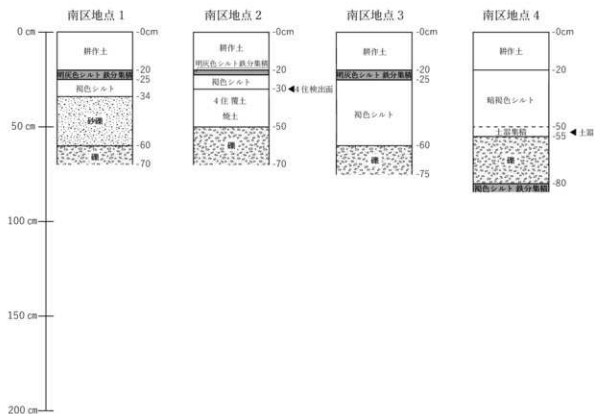 南区地点 1
南区地点 2
南区地点 3
南区地点 4
0 ㎝
50 ㎝
100 ㎝
150 ㎝
200 ㎝
-0cm
耕作土
-20
明灰色シルト 鉄分集積
-25
褐色シルト
-34
砂礫
-60
礫
-70
-0cm
耕作土
明灰色シルト 鉄分集積
-20
褐色シルト
-30
◀4住検出面
4 住 覆土
焼土
-50
礫
-70
-0cm
耕作土
-20
明灰色シルト 鉄分集積
-25
褐色シルト
-60
礫
-75
-0cm
耕作土
-20
暗褐色シルト
-50
土器集積
-55
◀土器
礫
-80
褐色シルト 鉄分集積